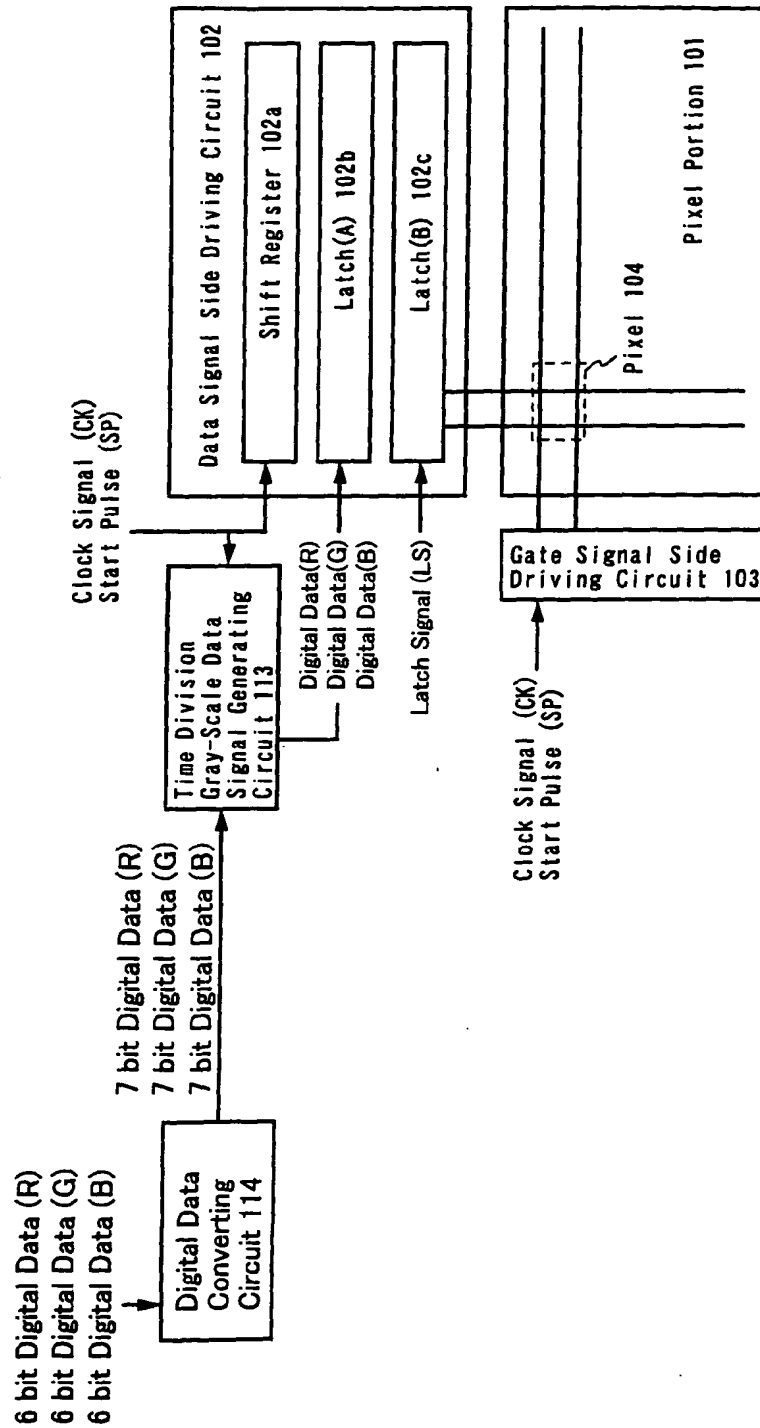 6 bit Digital Data (R)
6 bit Digital Data (G)
6 bit Digital Data (B)
Digital Data
Converting
Circuit 114
7 bit Digital Data (R)
7 bit Digital Data (G)
7 bit Digital Data (B)
Time Division
Gray-Scale Data
Signal Generating
Circuit 113
Clock Signal (CK)
Start Pulse (SP)
Digital Data(R)
Digital Data(G)
Digital Data(B)
Latch Signal (LS)
Data Signal Side Driving Circuit 102
Shift Register 102a
Latch(A) 102b
Latch(B) 102c
Clock Signal (CK)
Start Pulse (SP)
Gate Signal Side
Driving Circuit 103
Pixel 104
Pixel Portion 101